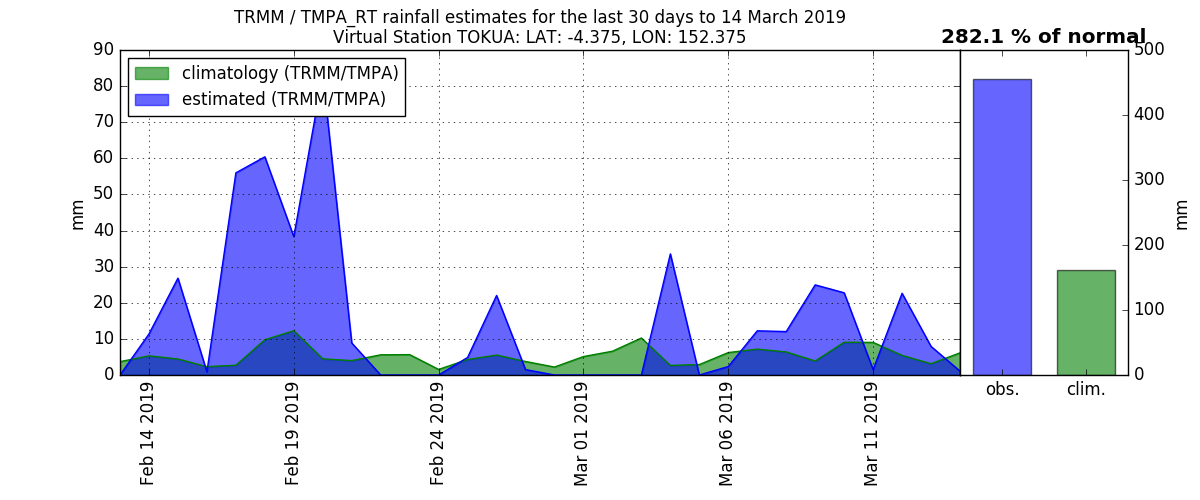 TRMM / TMPA_RT rainfall estimates for the last 30 days to 14 March 2019
Virtual Station TOKUA: LAT: -4.375, LON: 152.375
282.1 % of normal
climatology (TRMM/TMPA)
estimated (TRMM/TMPA)
90
80
70
60
50
40
30
20
10
0
mm
Feb 14 2019
Feb 19 2019
Feb 24 2019
Mar 01 2019
Mar 06 2019
Mar 11 2019
500
400
300
200
100
0
mm
obs.
clim.